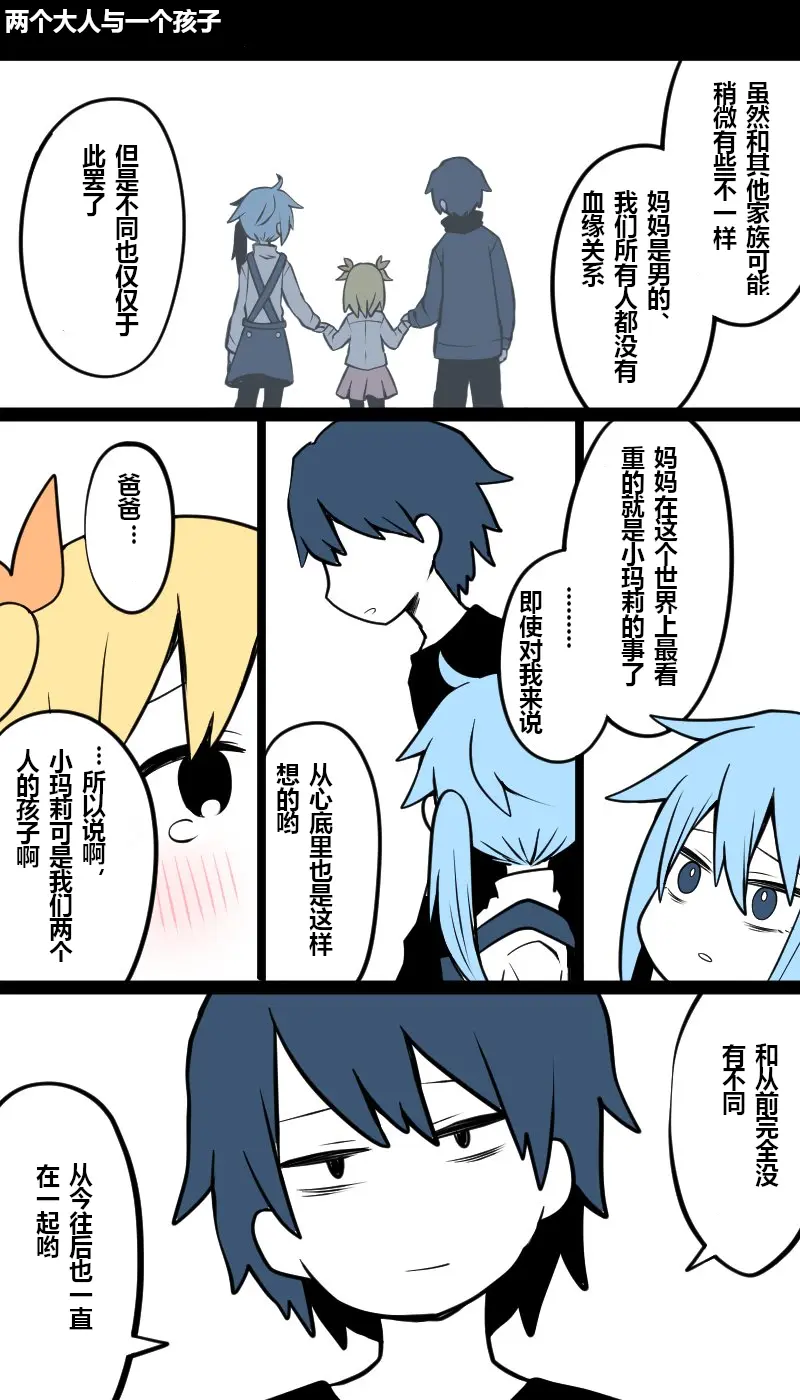 两个大人与一个孩子
虽然和其他家族可能
稍微有些不一样
妈妈是男的、
我们所有人都没有
血缘关系
但是不同也仅仅于
此罢了
妈妈在这个世界上最看
重的就是小玛莉的事了
………
即使对我来说
从心底里也是这样
想的哟
爸爸…
…所以说啊,
小玛莉可是我们两个
人的孩子啊
和从前完全没
有不同
从今往后也一直
在一起哟